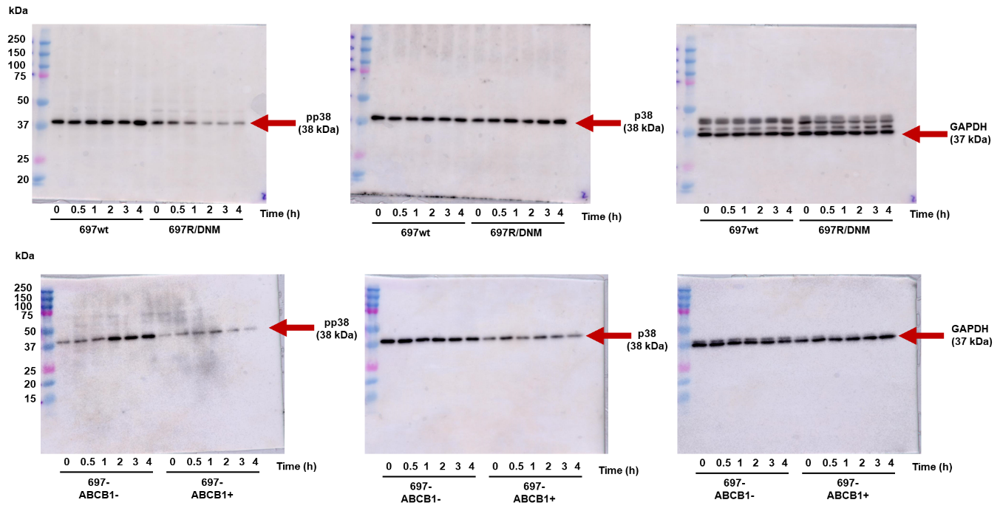 kDa
250
150
100
75
50
37
25
20
pp38
(38 kDa)
0 0.5 1 2 3 4 0 0.5 1 2 3 4 Time (h)
697wt 697R/DNM
p38
(38 kDa)
0 0.5 1 2 3 4 0 0.5 1 2 3 4 Time (h)
697wt 697R/DNM
GAPDH
(37 kDa)
0 0.5 1 2 3 4 0 0.5 1 2 3 4 Time (h)
697wt 697R/DNM
kDa
250
150
100
75
50
37
25
20
15
pp38
(38 kDa)
0 0.5 1 2 3 4 0 0.5 1 2 3 4 Time (h)
697- 697-
ABCB1- ABCB1+
p38
(38 kDa)
0 0.5 1 2 3 4 0 0.5 1 2 3 4 Time (h)
697- 697-
ABCB1- ABCB1+
GAPDH
(37 kDa)
0 0.5 1 2 3 4 0 0.5 1 2 3 4 Time (h)
697- 697-
ABCB1- ABCB1+